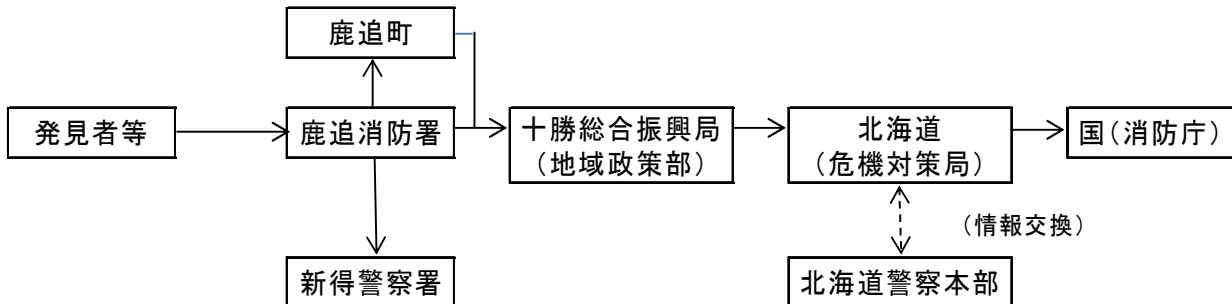 鹿追町
発見者等
鹿追消防署
十勝総合振興局
（地域政策部）
北海道
（危機対策局）
国（消防庁）
（情報交換）
新得警察署
北海道警察本部